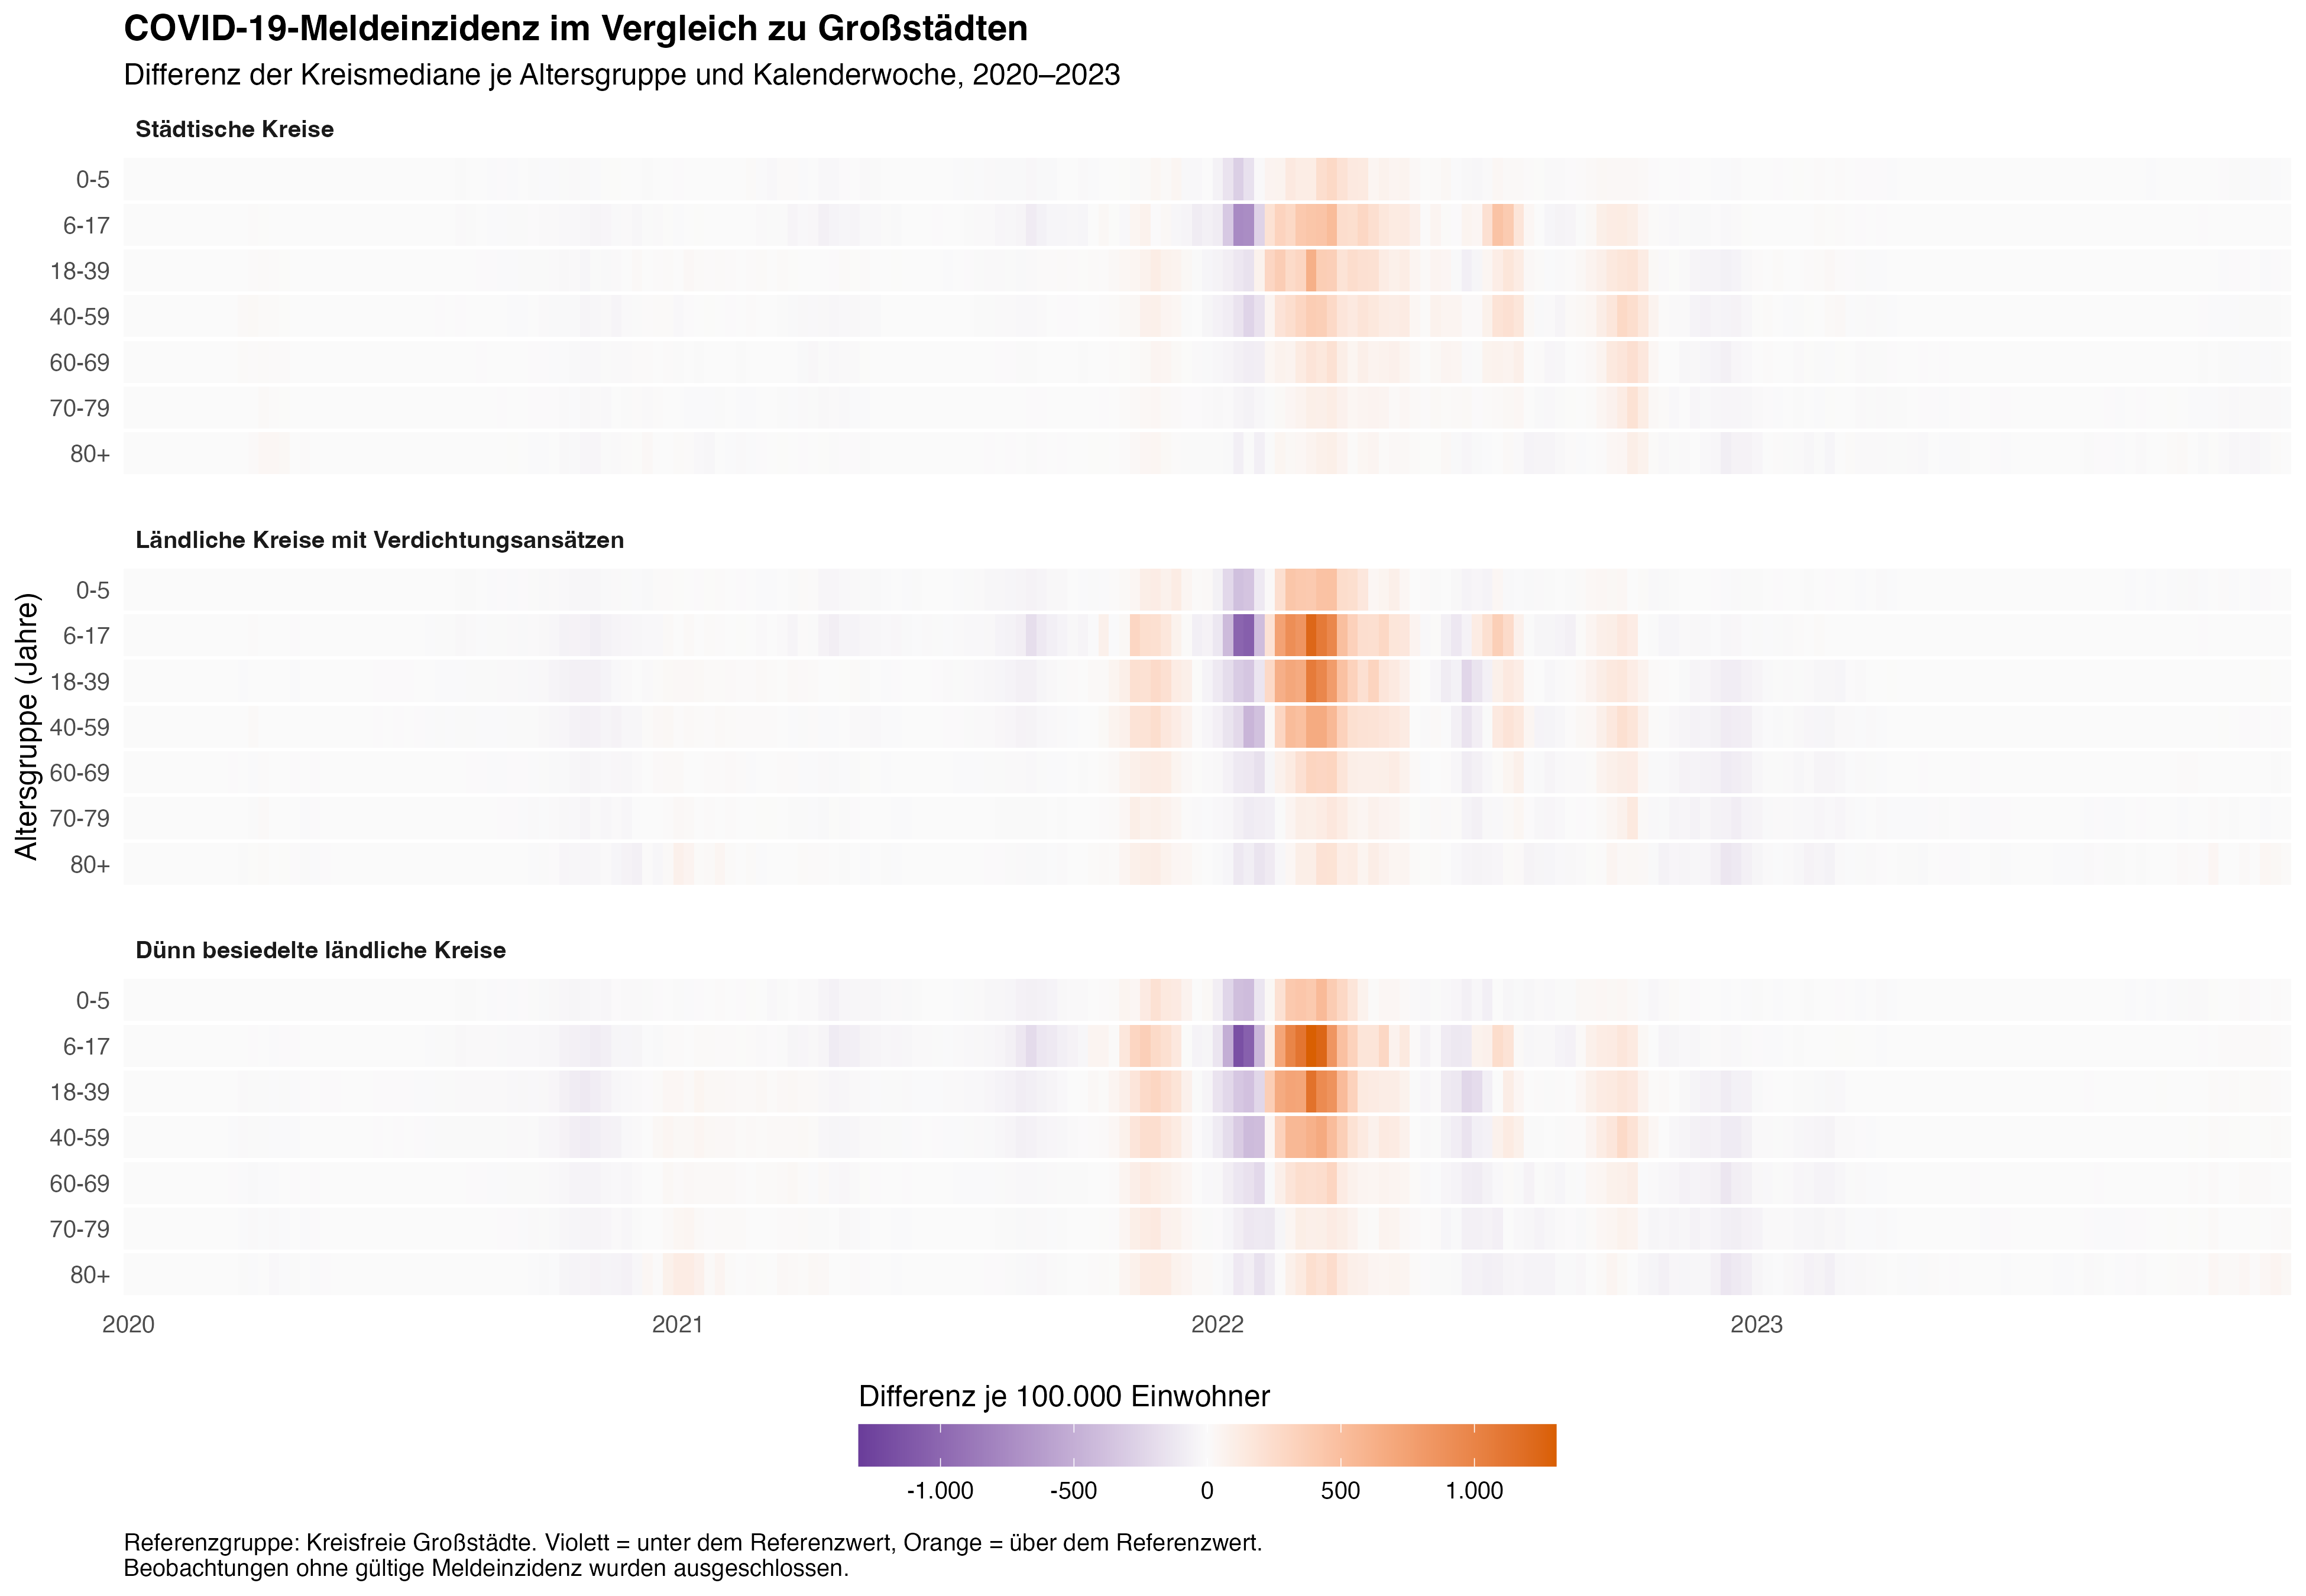 COVID-19-Meldeinzidenz im Vergleich zu Großstädten
Differenz der Kreismediane je Altersgruppe und Kalenderwoche, 2020–2023
Städtische Kreise
0-5
6-17
18-39
40-59
60-69
70-79
80+
Ländliche Kreise mit Verdichtungsansätzen
Altersgruppe (Jahre)
0-5
6-17
18-39
40-59
60-69
70-79
80+
Dünn besiedelte ländliche Kreise
0-5
6-17
18-39
40-59
60-69
70-79
80+
2020 2021 2022 2023
Differenz je 100.000 Einwohner
-1.000 -500 0 500 1.000
Referenzgruppe: Kreisfreie Großstädte. Violett = unter dem Referenzwert, Orange = über dem Referenzwert.
Beobachtungen ohne gültige Meldeinzidenz wurden ausgeschlossen.